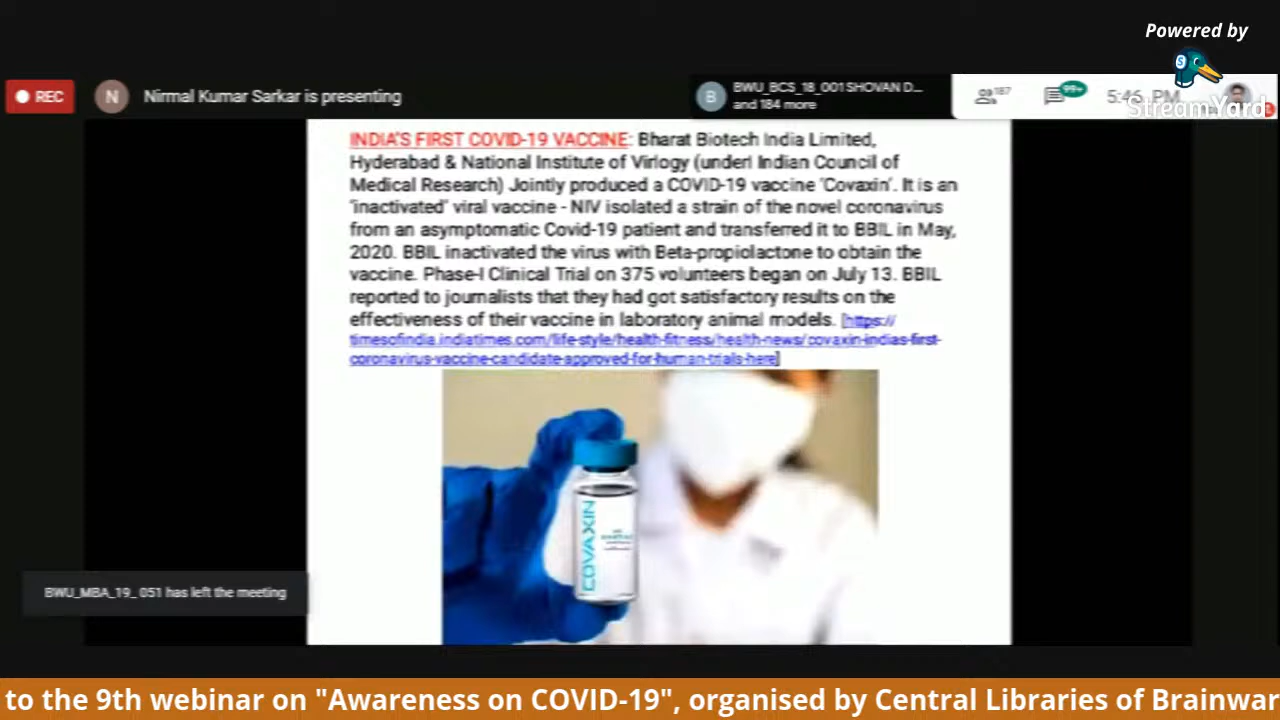 Powered by
StreamYard
REC
N
Nirmal Kumar Sarkar is presenting
B
BWU_BCS_18_001 SHOVAN D...
and 184 more
187
99+
5:46 PM
INDIA'S FIRST COVID-19 VACCINE: Bharat Biotech India Limited,
Hyderabad & National Institute of Virlogy (underl Indian Council of
Medical Research) Jointly produced a COVID-19 vaccine 'Covaxin'. It is an
'inactivated' viral vaccine - NIV isolated a strain of the novel coronavirus
from an asymptomatic Covid-19 patient and transferred it to BBIL in May,
2020. BBIL inactivated the virus with Beta-propiolactone to obtain the
vaccine. Phase-I Clinical Trial on 375 volunteers began on July 13. BBIL
reported to journalists that they had got satisfactory results on the
effectiveness of their vaccine in laboratory animal models. [https://
timesofindia.indiatimes.com/life-style/health-fitness/health-news/covaxin-indias-first-
coronavirus-vaccine-candidate-approved-for-human-trials-here]
COVAXIN
BWU_MBA_19_ 051 has left the meeting
to the 9th webinar on "Awareness on COVID-19", organised by Central Libraries of Brainwar